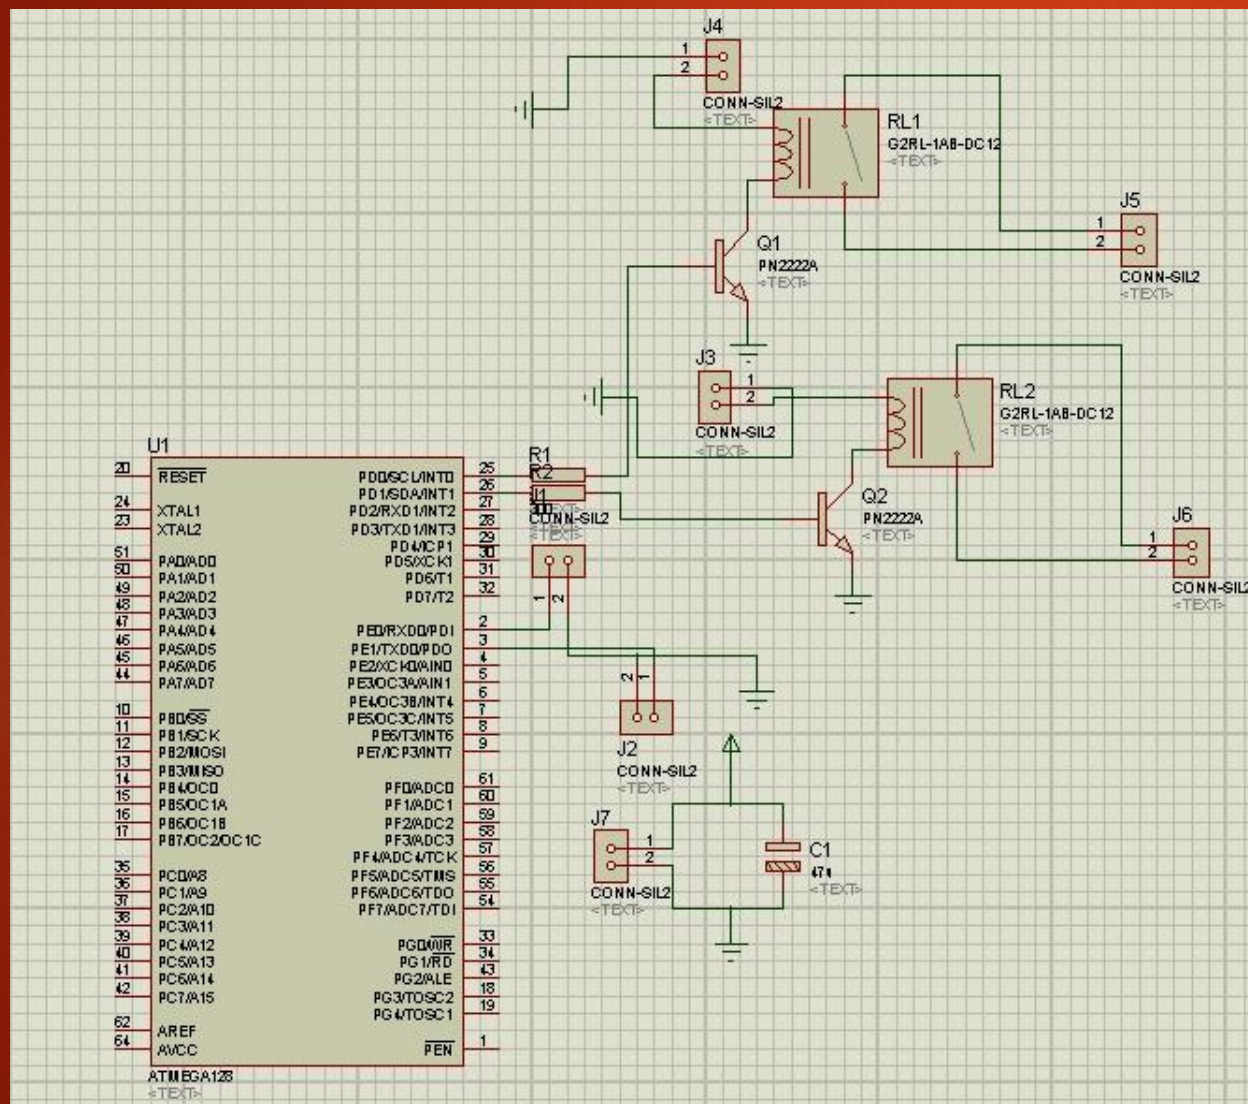 J4
1
2
CONN-SIL2
<TEXT>
RL1
G2RL-1AB-DC12
<TEXT>
J5
1
2
CONN-SIL2
<TEXT>
Q1
PN2222A
<TEXT>
J3
1
2
CONN-SIL2
<TEXT>
RL2
G2RL-1AB-DC12
<TEXT>
Q2
PN2222A
<TEXT>
J6
1
2
CONN-SIL2
<TEXT>
R1
R2
J1
CONN-SIL2
<TEXT>
1
2
U1
20 RESET
24 XTAL1
23 XTAL2
51 PA0/AD0
50 PA1/AD1
49 PA2/AD2
48 PA3/AD3
47 PA4/AD4
46 PA5/AD5
45 PA6/AD6
44 PA7/AD7
10 PB0/SS
11 PB1/SCK
12 PB2/MOSI
13 PB3/MISO
14 PB4/OC0
15 PB5/OC1A
16 PB6/OC1B
17 PB7/OC2/OC1C
35 PC0/A8
36 PC1/A9
37 PC2/A10
38 PC3/A11
39 PC4/A12
40 PC5/A13
41 PC6/A14
42 PC7/A15
62 AREF
64 AVCC
PD0/SCL/INT0 25
PD1/SDA/INT1 26
PD2/RXD1/INT2 27
PD3/TXD1/INT3 28
PD4/ICP1 29
PD5/XCK1 30
PD6/T1 31
PD7/T2 32
PE0/RXD0/PDI 2
PE1/TXD0/PDO 3
PE2/XCK0/AIN0 4
PE3/OC3A/AIN1 5
PE4/OC3B/INT4 6
PE5/OC3C/INT5 7
PE6/T3/INT6 8
PE7/ICP3/INT7 9
PF0/ADC0 61
PF1/ADC1 60
PF2/ADC2 59
PF3/ADC3 58
PF4/ADC4/TCK 57
PF5/ADC5/TMS 56
PF6/ADC6/TDO 55
PF7/ADC7/TDI 54
PG0/WR 33
PG1/RD 34
PG2/ALE 43
PG3/TOSC2 18
PG4/TOSC1 19
PEN 1
ATMEGA128
<TEXT>
2
1
J2
CONN-SIL2
<TEXT>
J7
1
2
CONN-SIL2
<TEXT>
C1
<TEXT>